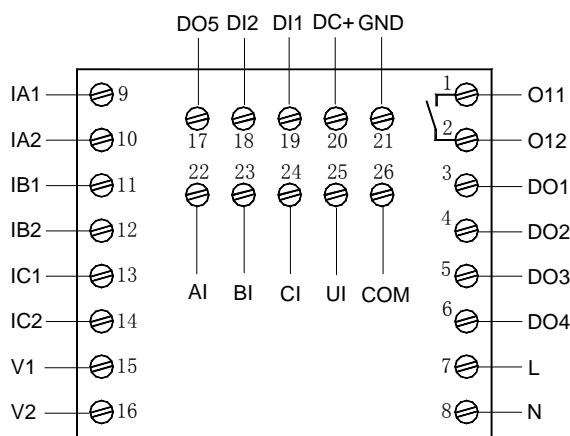 DO5 DI2 DI1 DC+ GND
IA1 9 1 O11
17 18 19 20 21
IA2 10 2 O12
22 23 24 25 26
IB1 11 3 DO1
IB2 12 4 DO2
IC1 13 5 DO3
AI BI CI UI COM
IC2 14 6 DO4
V1 15 7 L
V2 16 8 N